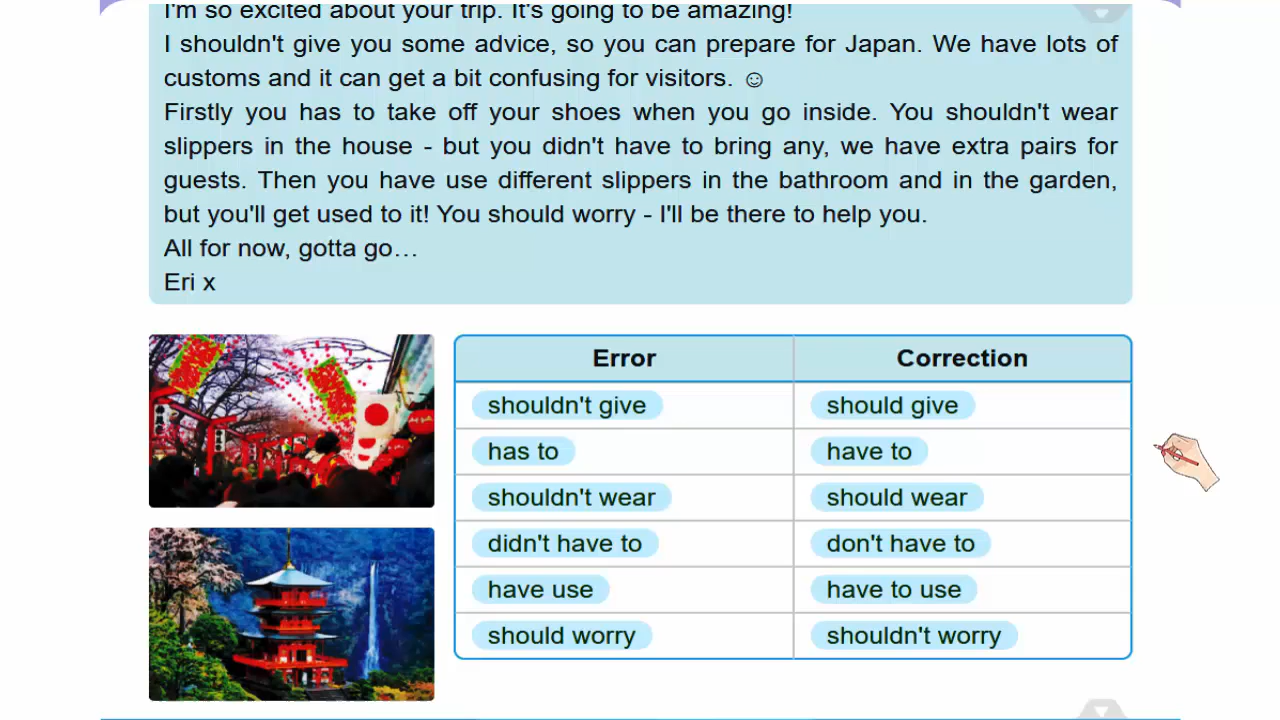 I'm so excited about your trip. It's going to be amazing!
I shouldn't give you some advice, so you can prepare for Japan. We have lots of
customs and it can get a bit confusing for visitors. ☺
Firstly you has to take off your shoes when you go inside. You shouldn't wear
slippers in the house - but you didn't have to bring any, we have extra pairs for
guests. Then you have use different slippers in the bathroom and in the garden,
but you'll get used to it! You should worry - I'll be there to help you.
All for now, gotta go…
Eri x
Error Correction
shouldn't give should give
has to have to
shouldn't wear should wear
didn't have to don't have to
have use have to use
should worry shouldn't worry